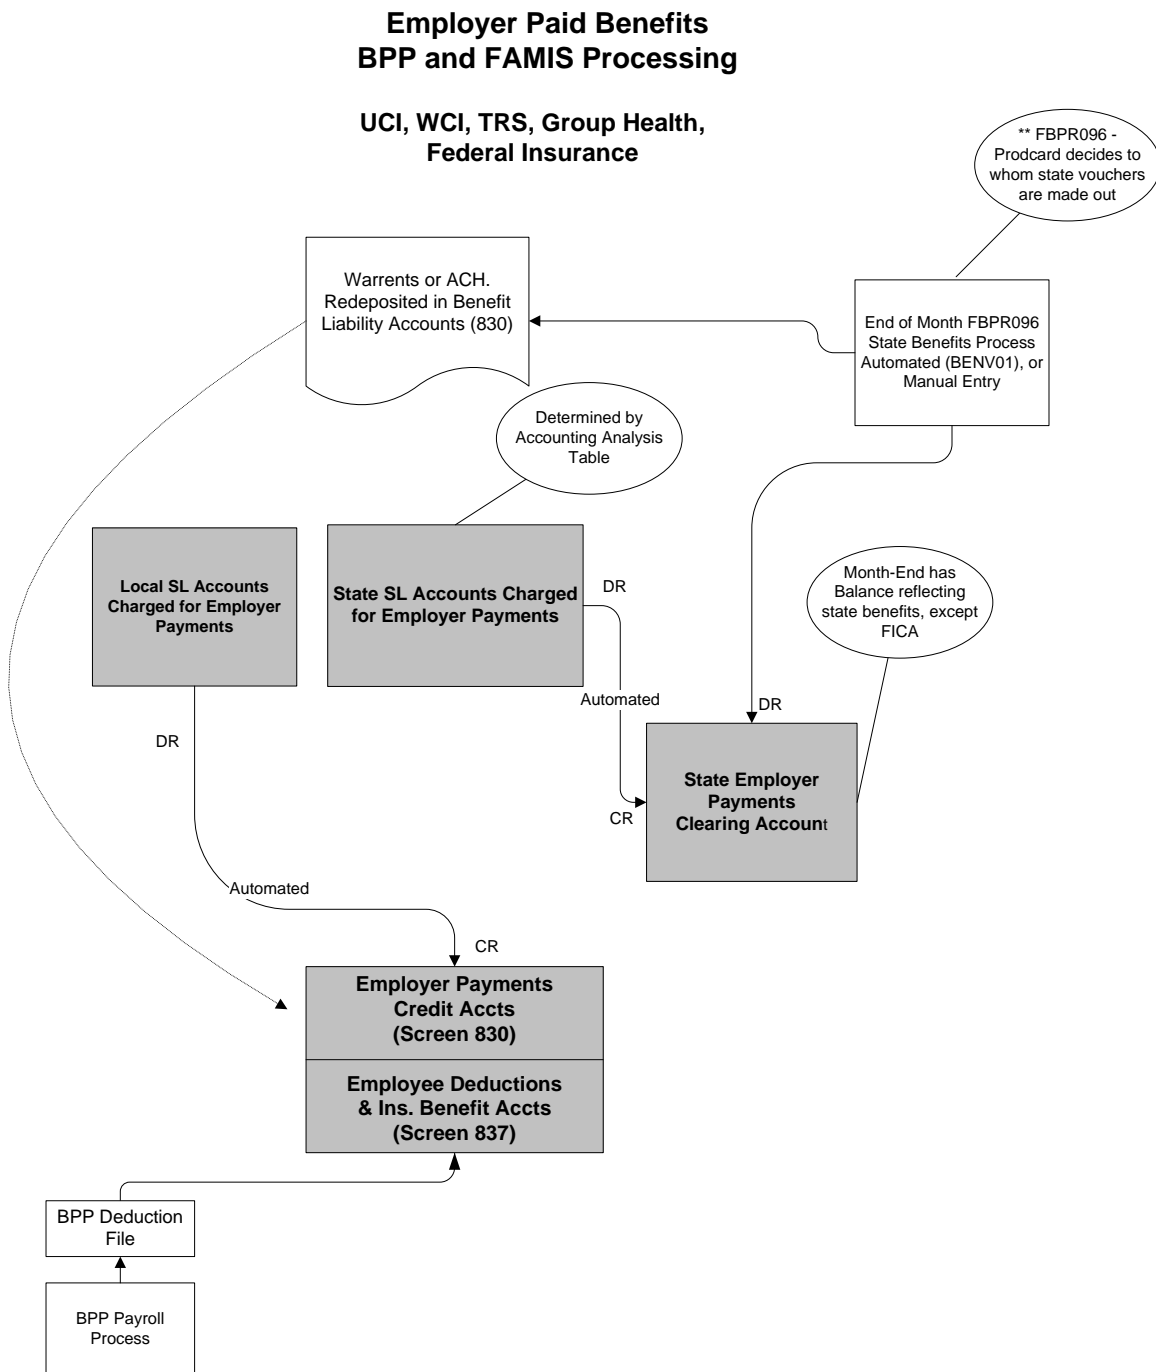 Employer Paid Benefits
BPP and FAMIS Processing
UCI, WCI, TRS, Group Health,
Federal Insurance
** FBPR096 -
Prodcard decides to
whom state vouchers
are made out
Warrents or ACH.
Redeposited in Benefit
Liability Accounts (830)
End of Month FBPR096
State Benefits Process
Automated (BENV01), or
Manual Entry
Determined by
Accounting Analysis
Table
Local SL Accounts
Charged for Employer
Payments
State SL Accounts Charged
for Employer Payments
DR
Month-End has
Balance reflecting
state benefits, except
FICA
Automated
DR
DR
State Employer
Payments
Clearing Account
CR
Automated
CR
Employer Payments
Credit Accts
(Screen 830)
Employee Deductions
& Ins. Benefit Accts
(Screen 837)
BPP Deduction
File
BPP Payroll
Process